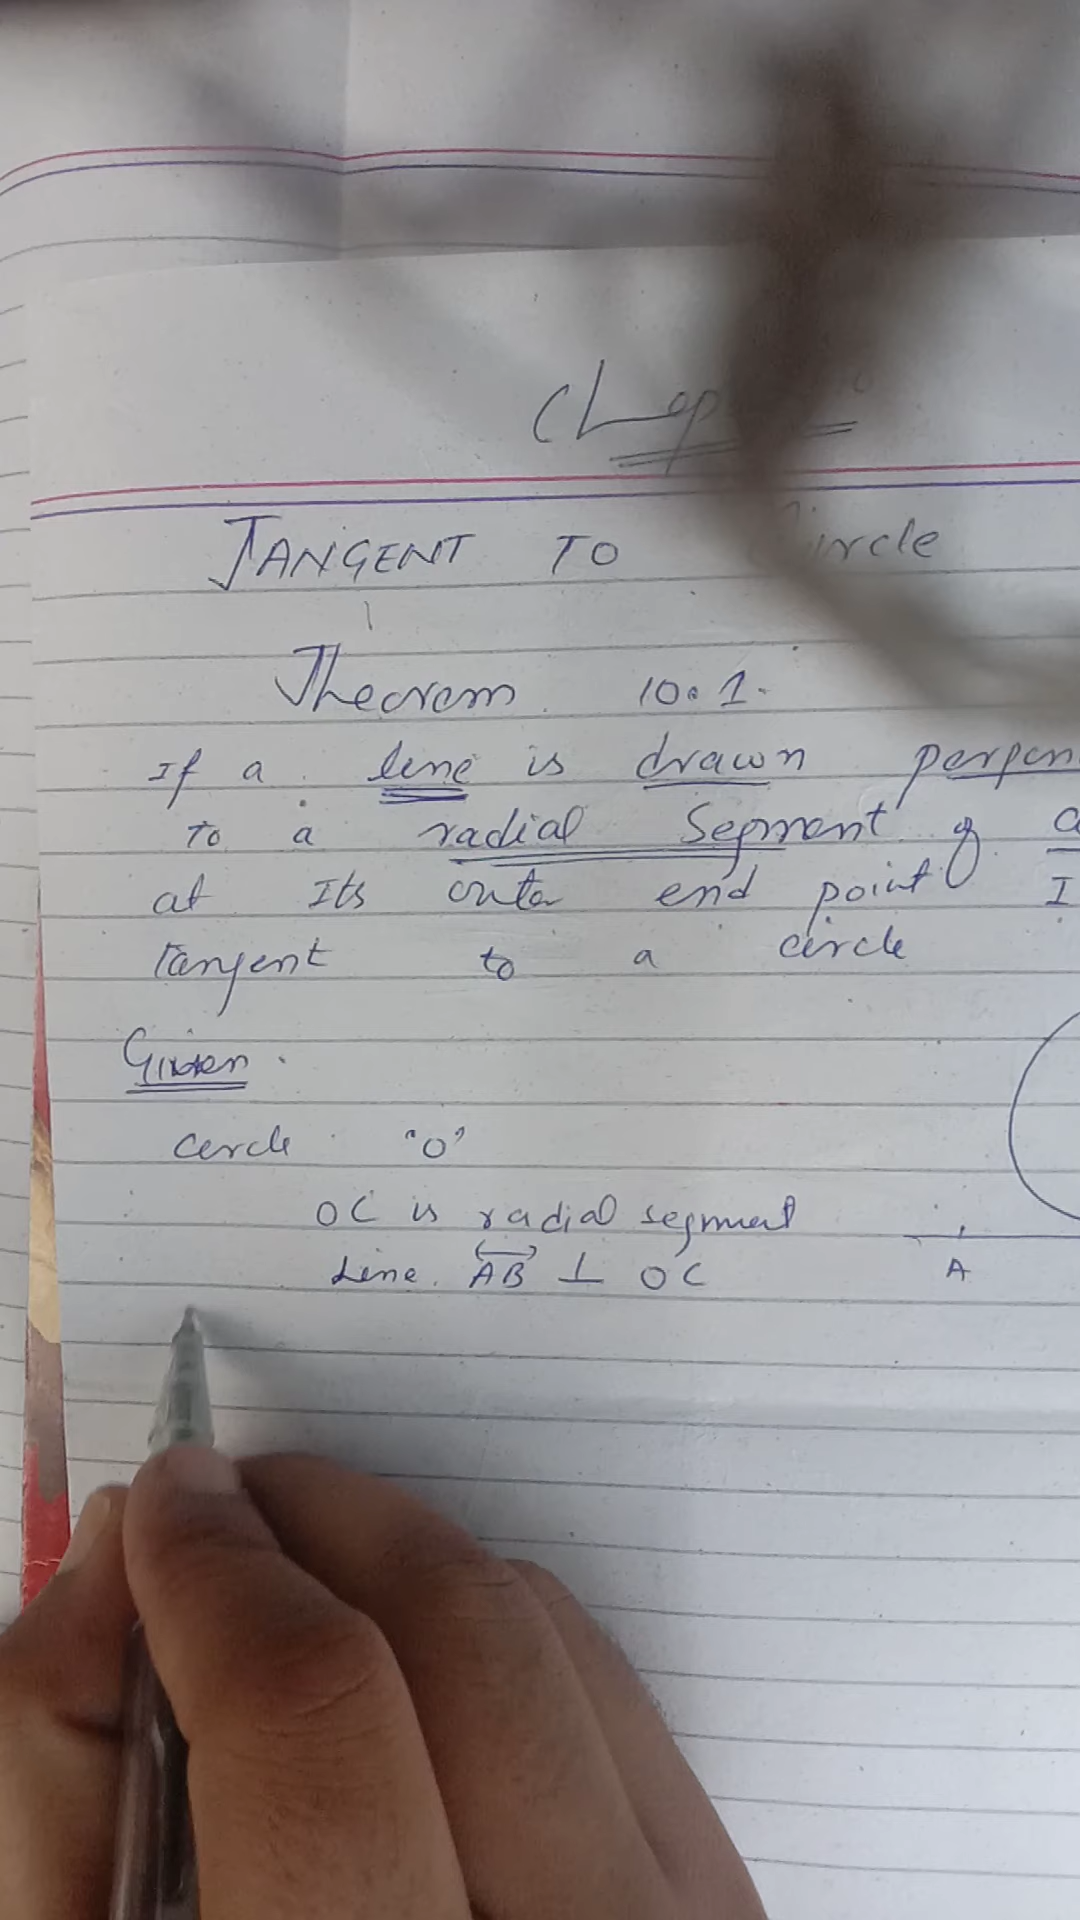 TANGENT TO Circle
Theorem 10.1.
If a line is drawn perpen
to a radial Segment of
at Its outer end point I
tangent to a circle
Given
Circle "O"
OC is radial segment
Line AB ⊥ OC
A